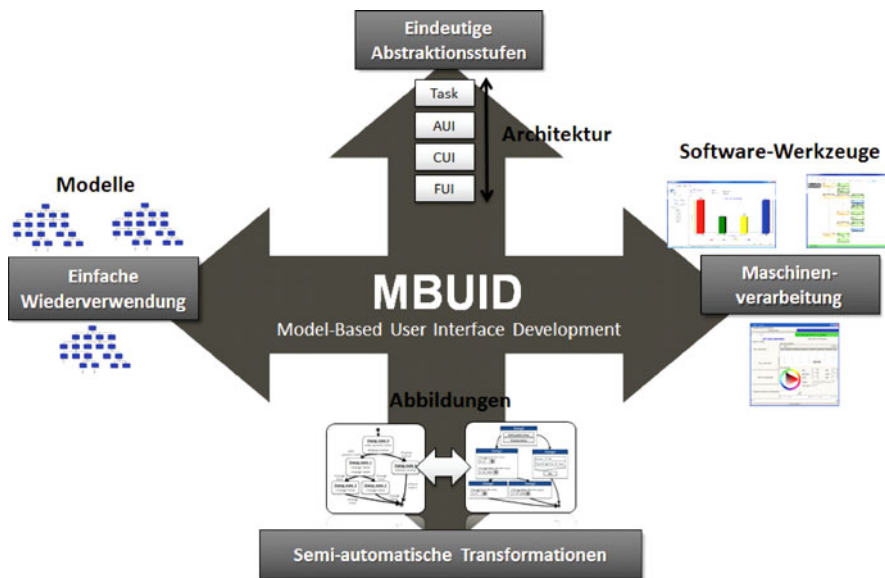 Eindeutige
Abstraktionsstufen
Task
AUI
CUI
FUI
Architektur
Software-Werkzeuge
Modelle
Einfache
Wiederverwendung
MBUID
Model-Based User Interface Development
Maschinen-
verarbeitung
Abbildungen
Semi-automatische Transformationen